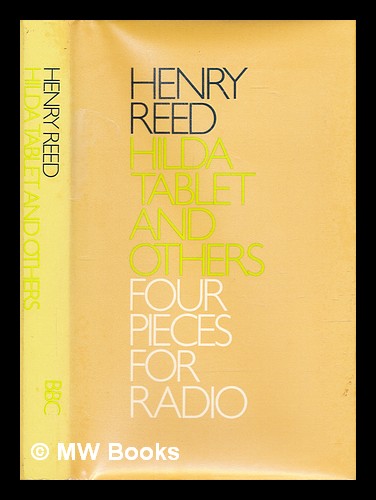 HENRY REED
HILDA TABLET AND OTHERS
BBC
HENRY
REED
HILDA
TABLET
AND
OTHERS
FOUR
PIECES
FOR
RADIO
© MW Books